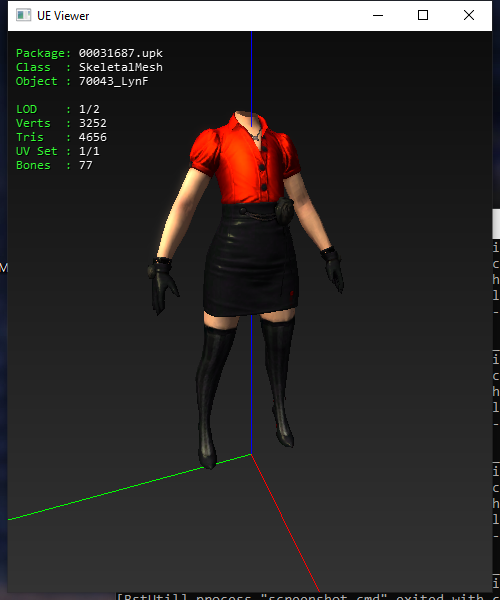 UE Viewer
Package: 00031687.upk
Class : SkeletalMesh
Object : 70043_LynF
LOD : 1/2
Verts : 3252
Tris : 4656
UV Set : 1/1
Bones : 77
M
i
c
h
l
-
i
c
h
l
-
i
c
h
l
-
i
[BstUtil] process "screenshot.cmd" exited with c